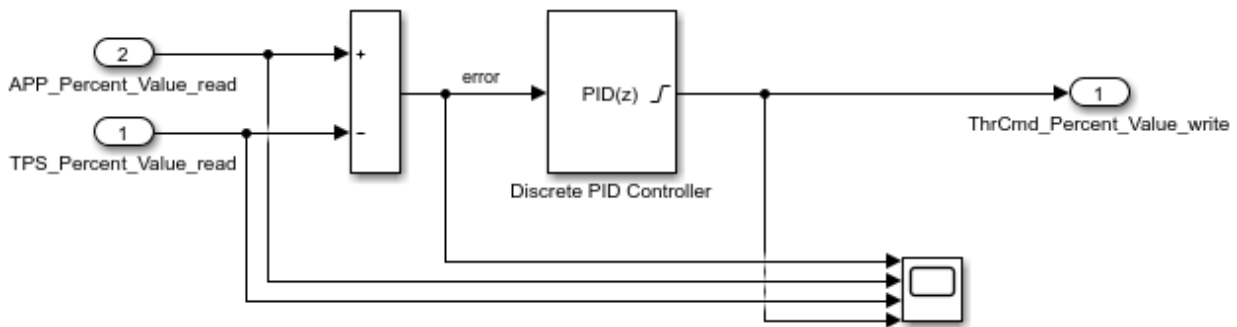 2
+
APP_Percent_Value_read
error
PID(z)
1
ThrCmd_Percent_Value_write
1
−
TPS_Percent_Value_read
Discrete PID Controller